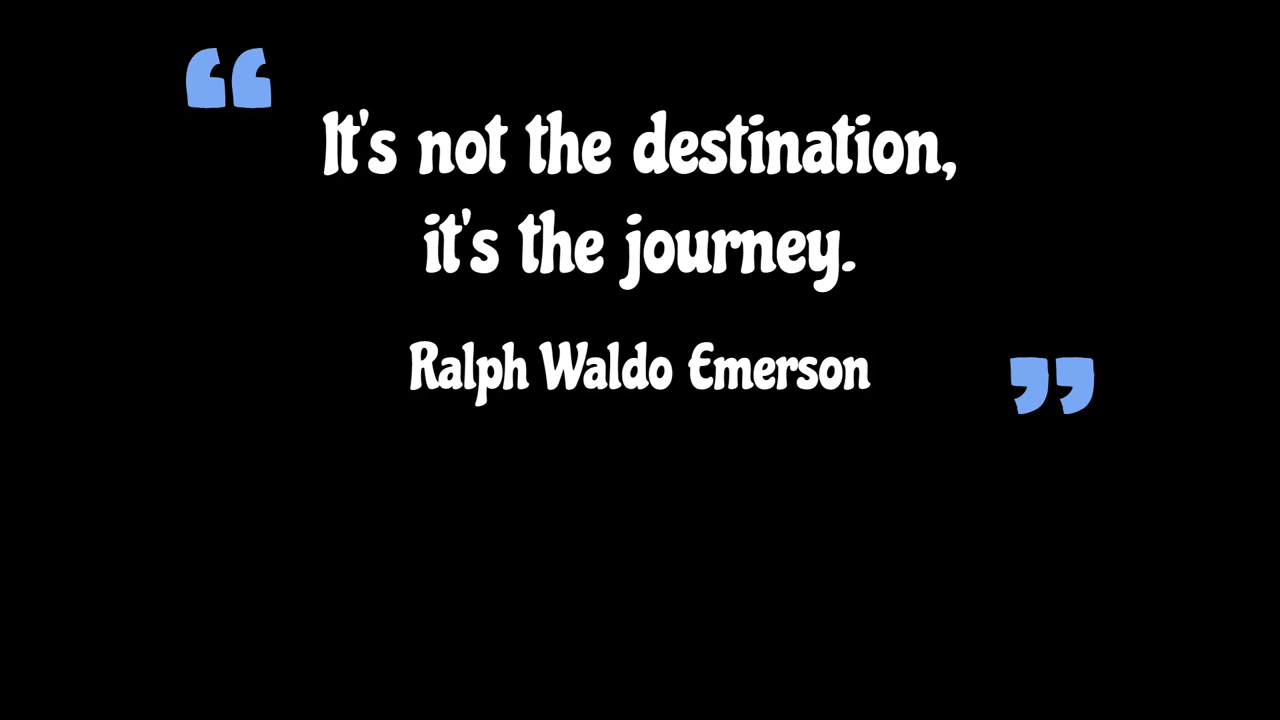 “
It's not the destination,
it's the journey.
Ralph Waldo Emerson
”